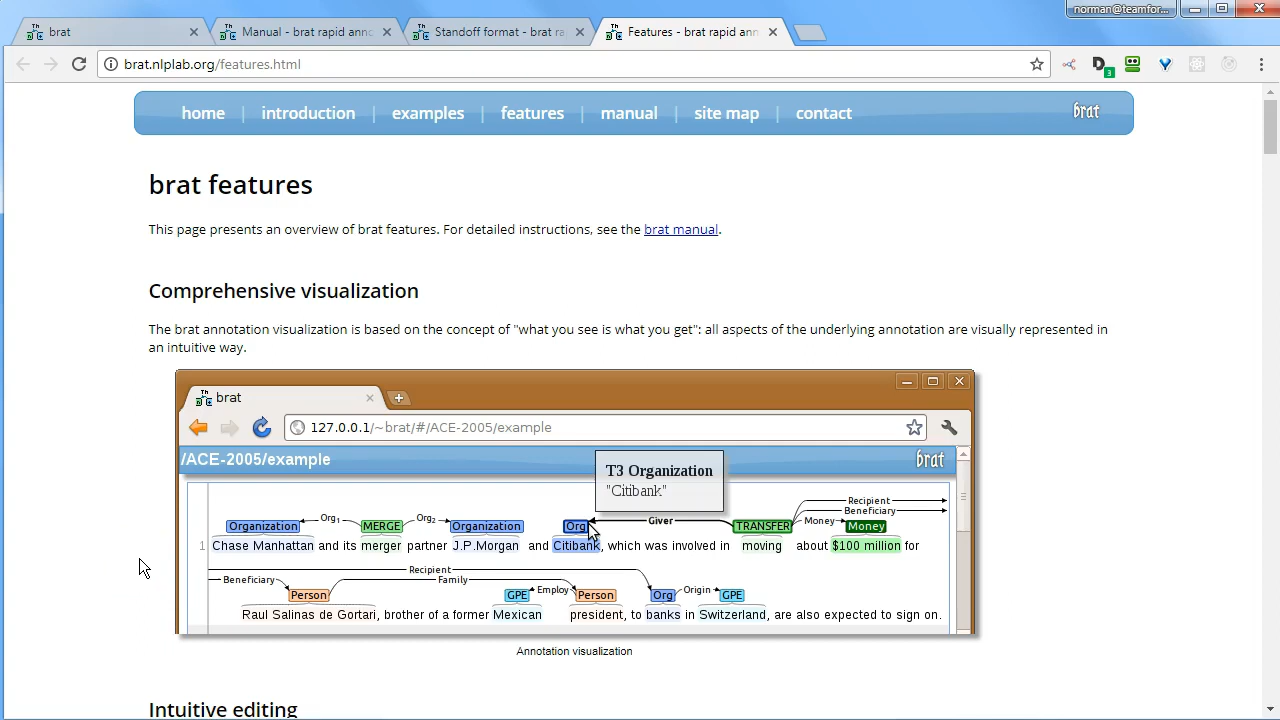 norman@teamfor...
brat
Manual - brat rapid anno
Standoff format - brat ra
Features - brat rapid ann
brat.nlplab.org/features.html
3
home introduction examples features manual site map contact brat
brat features
This page presents an overview of brat features. For detailed instructions, see the brat manual.
Comprehensive visualization
The brat annotation visualization is based on the concept of "what you see is what you get": all aspects of the underlying annotation are visually represented in
an intuitive way.
brat
127.0.0.1/~brat/#/ACE-2005/example
/ACE-2005/example brat
T3 Organization
"Citibank"
Recipient
Beneficiary
Organization Org1 MERGE Org2 Organization Org Giver TRANSFER Money Money
1 Chase Manhattan and its merger partner J.P.Morgan and Citibank, which was involved in moving about $100 million for
Recipient
Beneficiary Family
Person GPE Employ Person Org Origin GPE
Raul Salinas de Gortari, brother of a former Mexican president, to banks in Switzerland, are also expected to sign on.
Annotation visualization
Intuitive editing